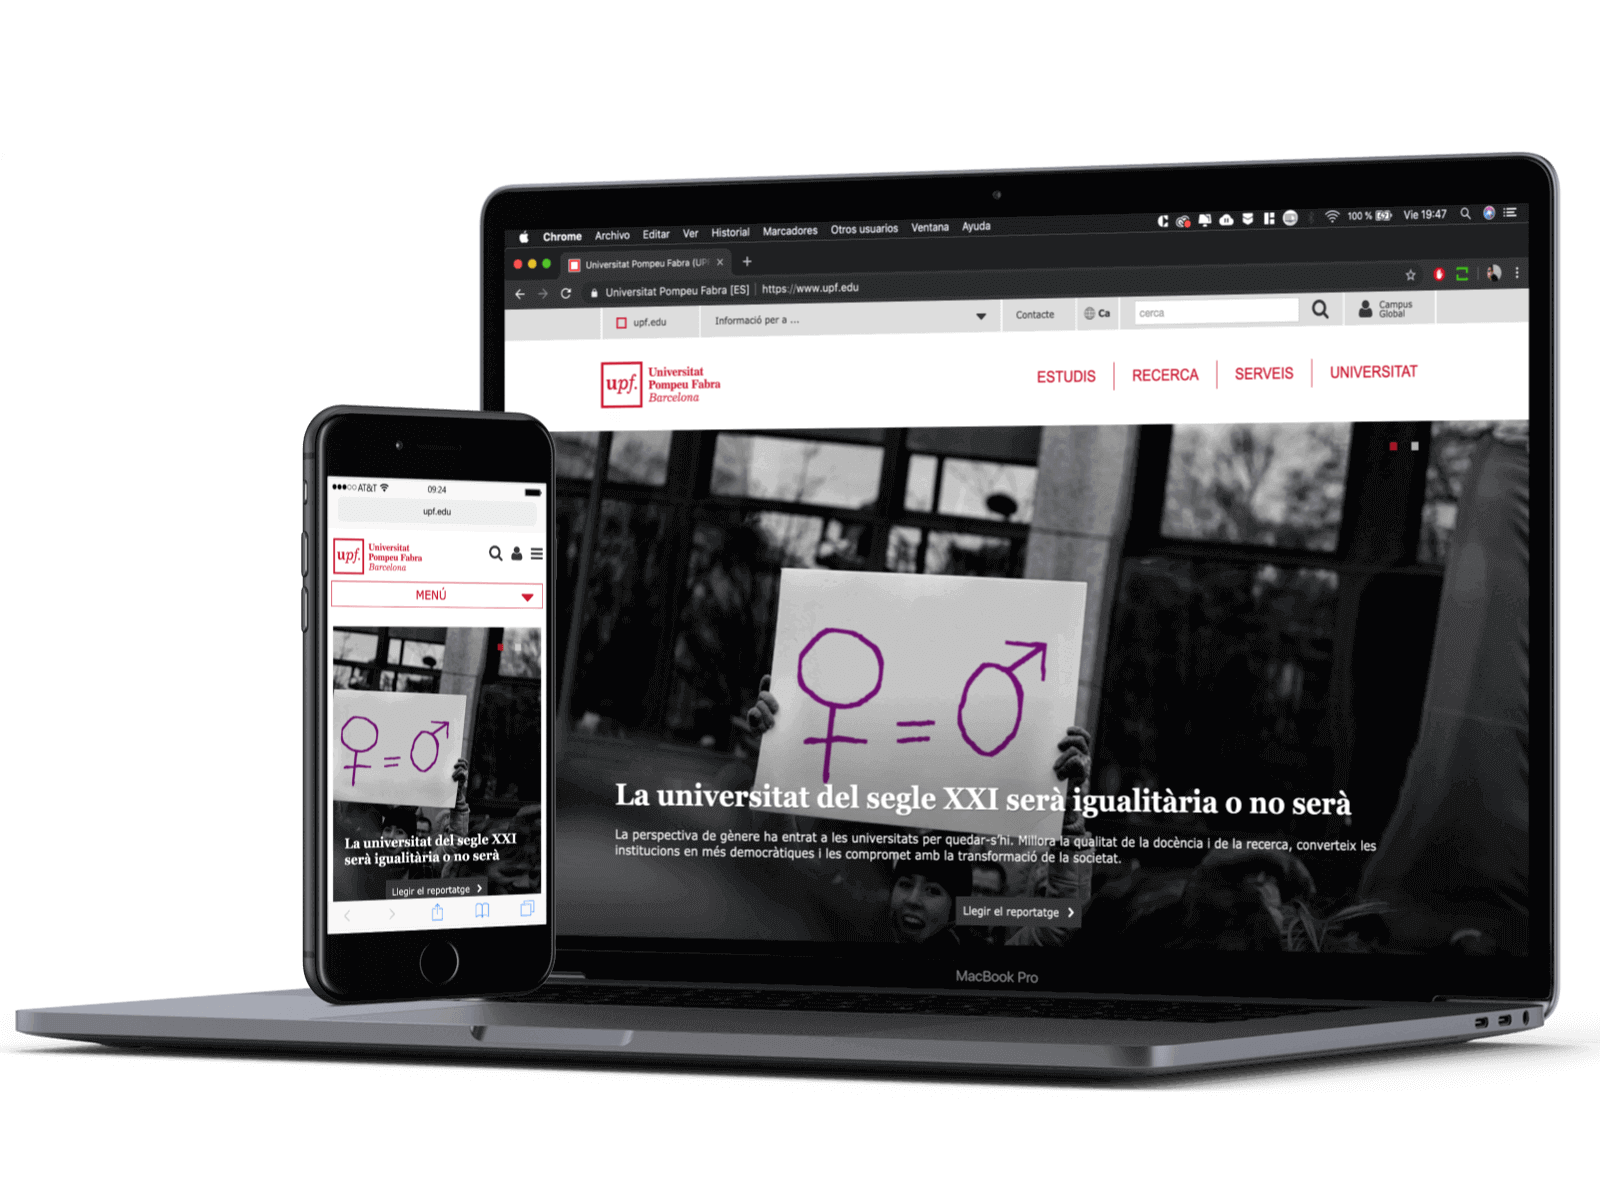 Chrome Archivo Editar Ver Historial Marcadores Otros usuarios Ventana Ayuda 100 % Vie 19:47
Universitat Pompeu Fabra (UPF
Universitat Pompeu Fabra [ES] https://www.upf.edu
upf.edu Informació per a ... Contacte Ca cerca Campus
Global
upf. Universitat
Pompeu Fabra
Barcelona
ESTUDIS RECERCA SERVEIS UNIVERSITAT
♀ = ♂
La universitat del segle XXI serà igualitària o no serà
La perspectiva de gènere ha entrat a les universitats per quedar-s'hi. Millora la qualitat de la docència i de la recerca, converteix les
institucions en més democràtiques i les compromet amb la transformació de la societat.
Llegir el reportatge
MacBook Pro
AT&T 09:24
upf.edu
upf. Universitat
Pompeu Fabra
Barcelona
MENÚ
♀ = ♂
La universitat del segle XXI
serà igualitària o no serà
Llegir el reportatge